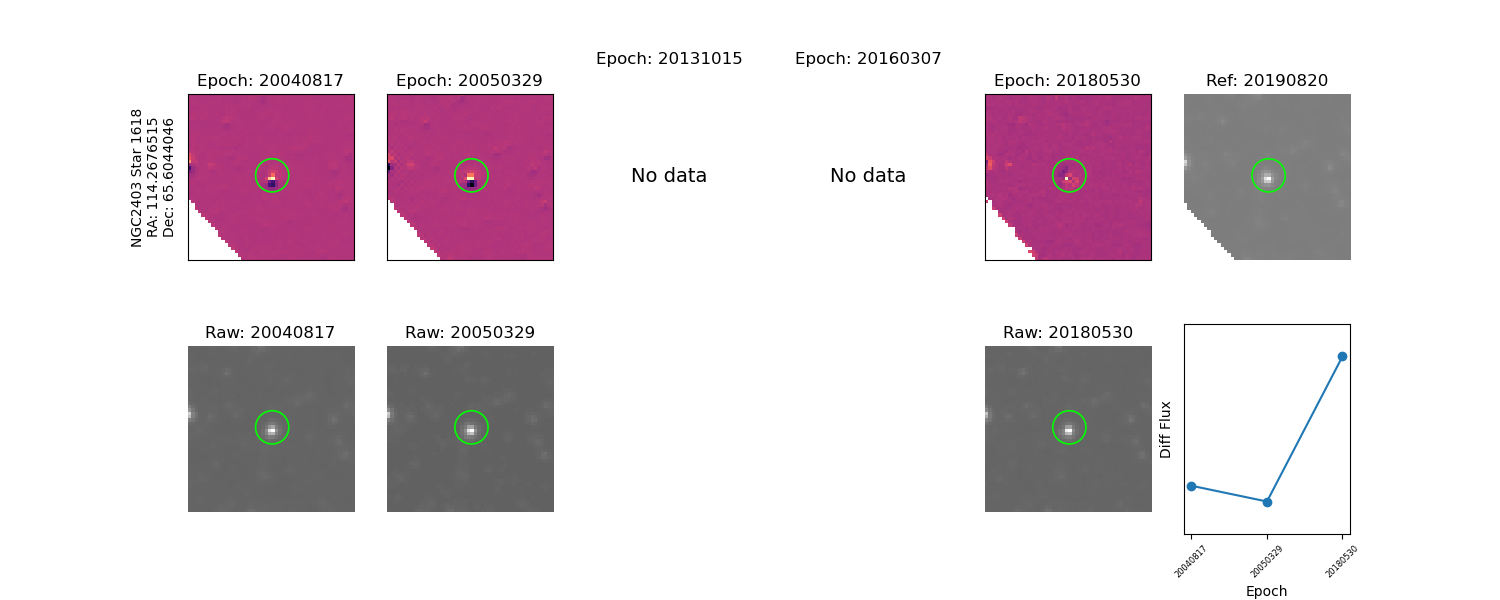 Epoch: 20131015
Epoch: 20160307
Epoch: 20040817
Epoch: 20050329
Epoch: 20180530
Ref: 20190820
NGC2403 Star 1618
RA: 114.2676515
Dec: 65.6044046
No data
No data
Raw: 20040817
Raw: 20050329
Raw: 20180530
Diff Flux
20040817
20050329
20180530
Epoch